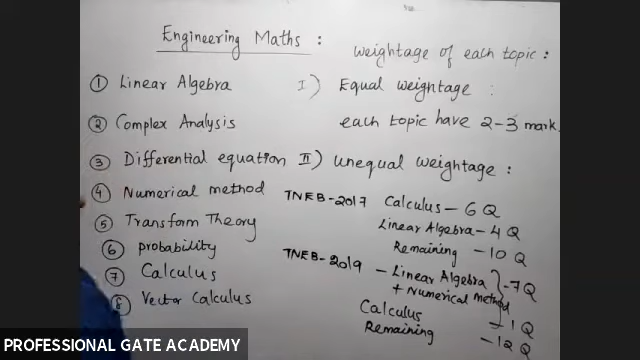 Engineering Maths :
weightage of each topic :
① Linear Algebra
② Complex Analysis
③ Differential equation
④ Numerical method
⑤ Transform Theory
⑥ probability
⑦ Calculus
⑧ Vector Calculus
I) Equal weightage :
each topic have 2-3 mark.
II) unequal weightage :
TNEB-2017 Calculus - 6 Q
Linear Algebra - 4 Q
Remaining - 10 Q
TNEB-2019 - Linear Algebra
+ Numerical Method } - 7 Q
Calculus - 1 Q
Remaining - 12 Q
PROFESSIONAL GATE ACADEMY